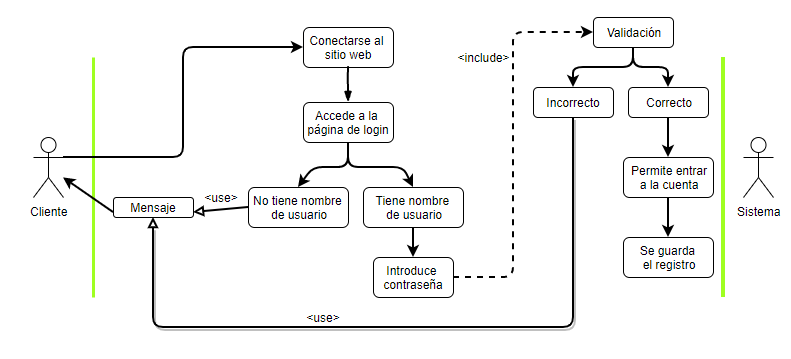 Conectarse al
sitio web
Validación
<include>
Incorrecto
Correcto
Accede a la
página de login
Permite entrar
a la cuenta
No tiene nombre
de usuario
Tiene nombre
de usuario
<use>
Mensaje
Cliente
Sistema
Introduce
contraseña
Se guarda
el registro
<use>